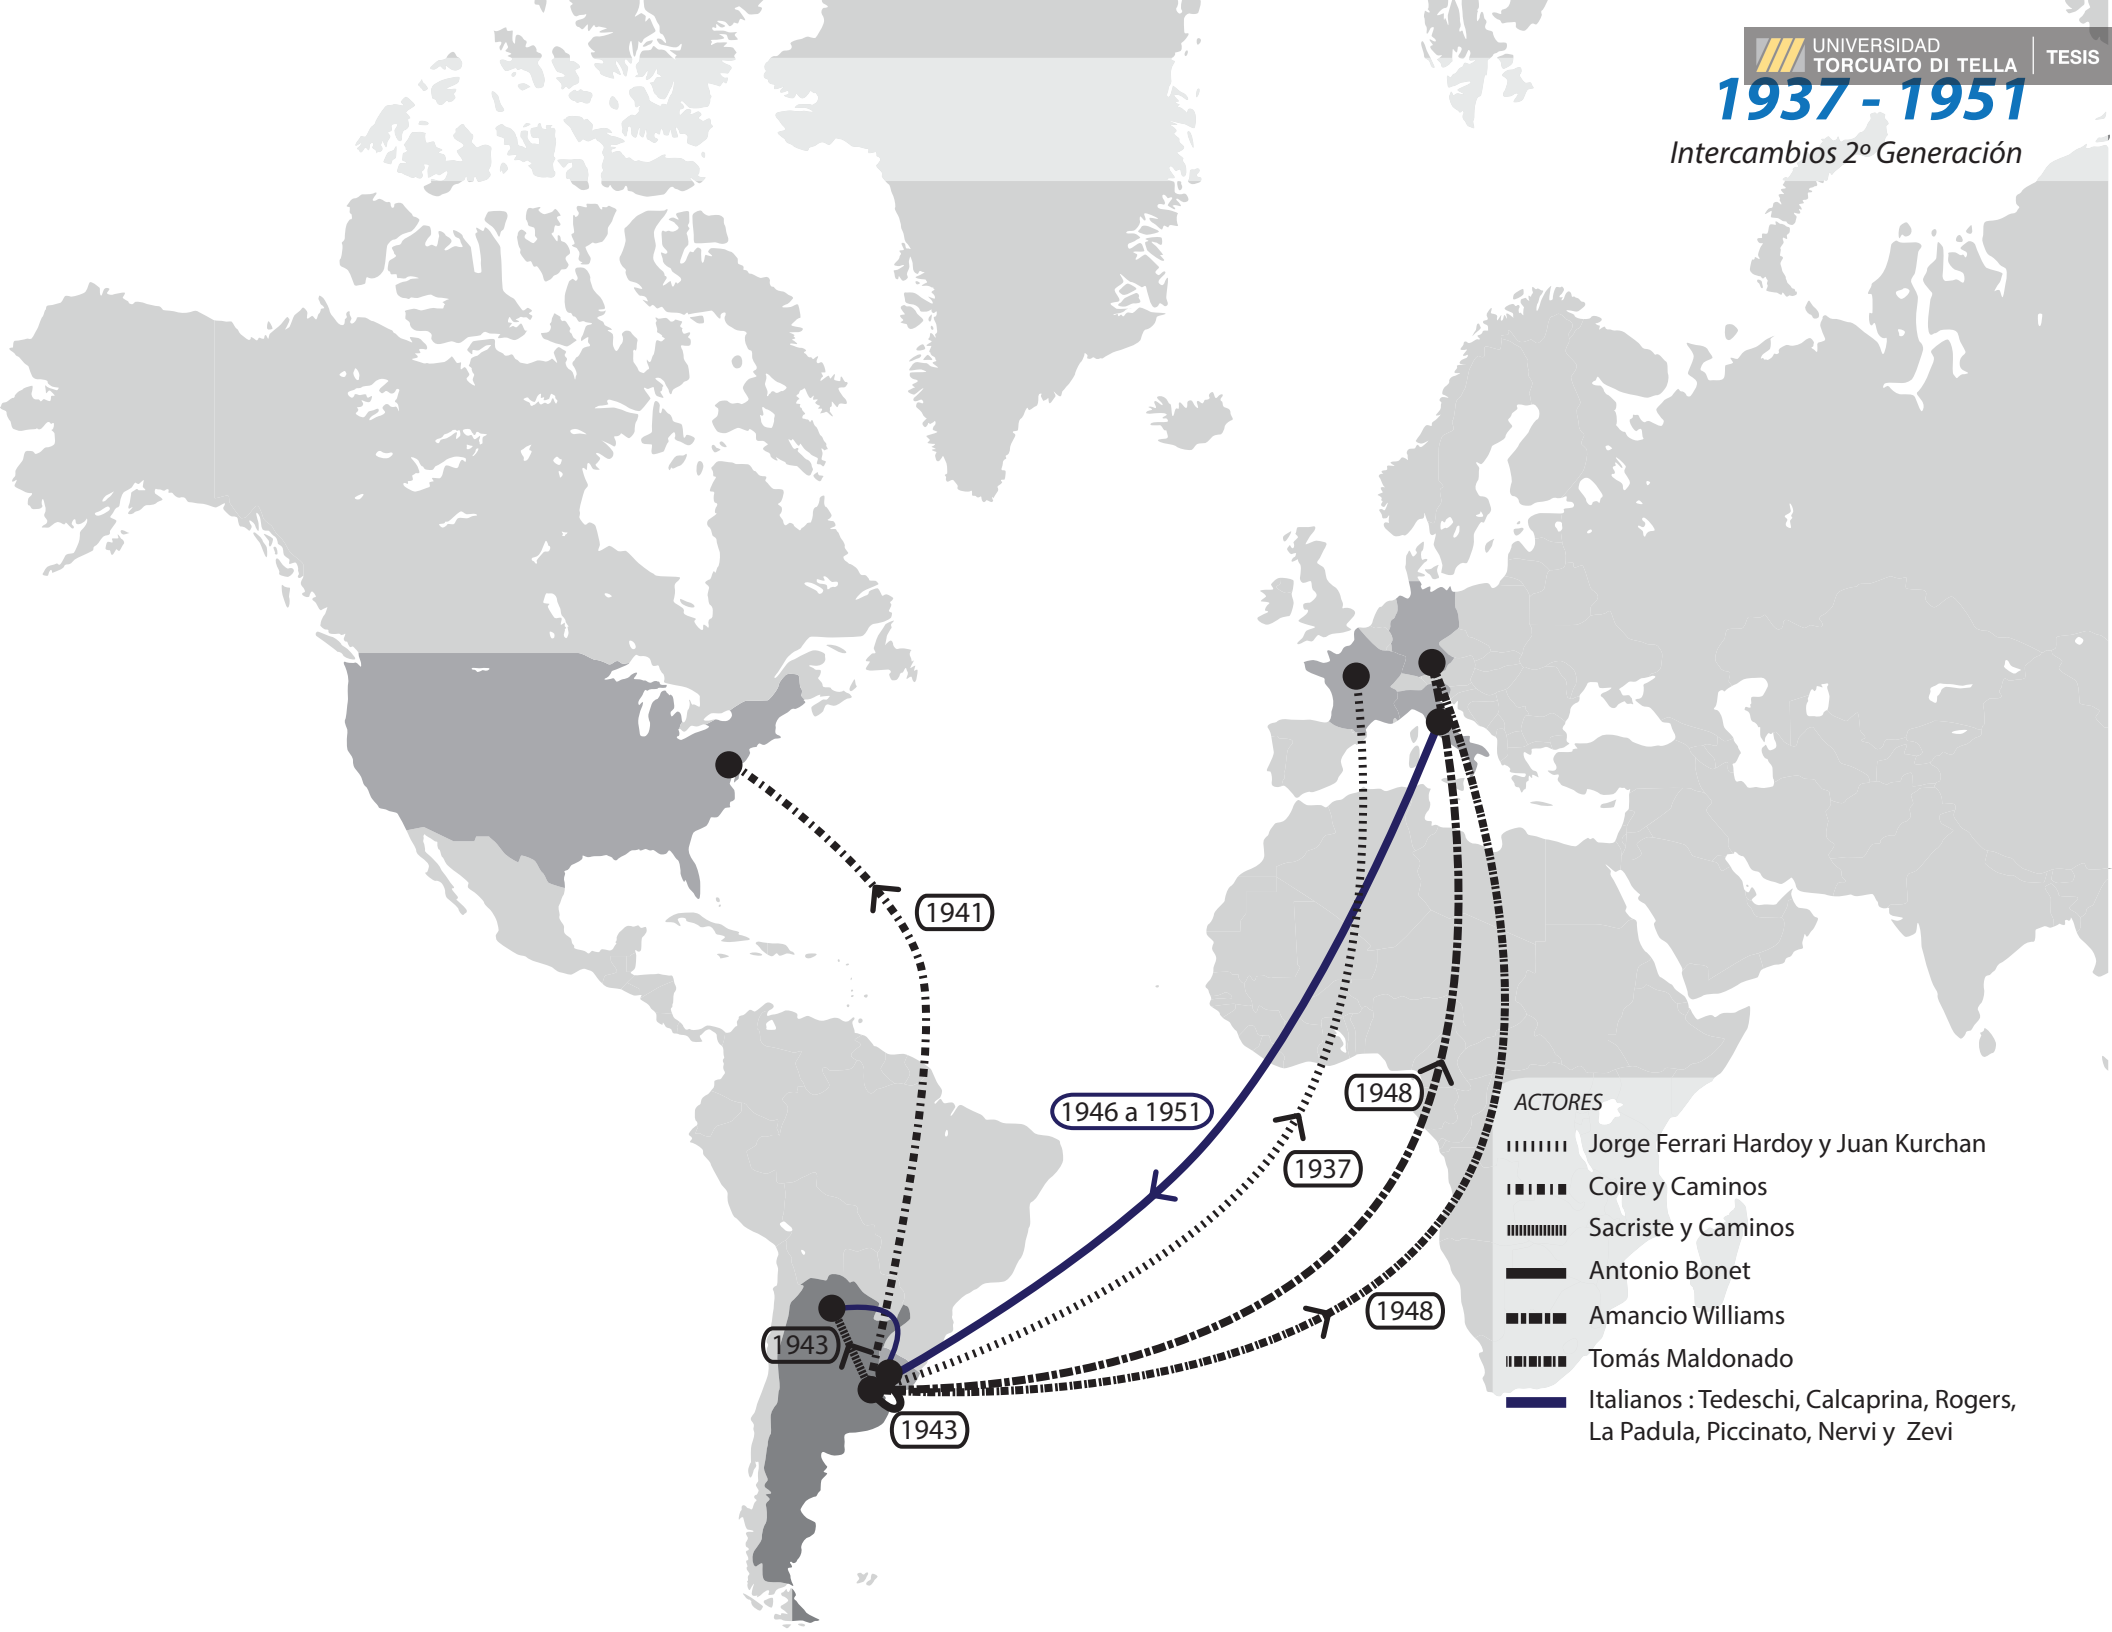 UNIVERSIDAD
TORCUATO DI TELLA
TESIS
1937 - 1951
Intercambios 2º Generación
1941
1948
1946 a 1951
1937
1948
1943
1943
ACTORES
Jorge Ferrari Hardoy y Juan Kurchan
Coire y Caminos
Sacriste y Caminos
Antonio Bonet
Amancio Williams
Tomás Maldonado
Italianos : Tedeschi, Calcaprina, Rogers,
La Padula, Piccinato, Nervi y Zevi